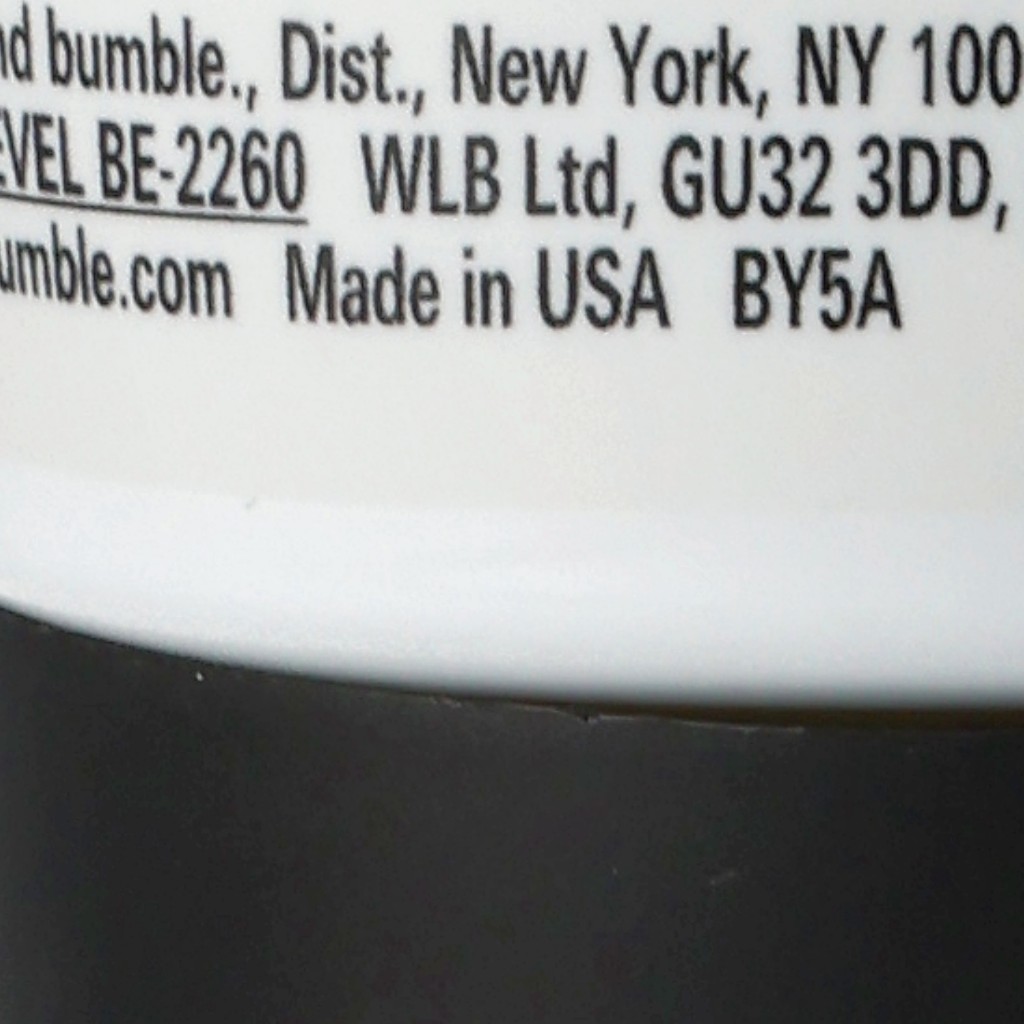 nd bumble., Dist., New York, NY 100
EVEL BE-2260 WLB Ltd, GU32 3DD,
umble.com Made in USA BY5A